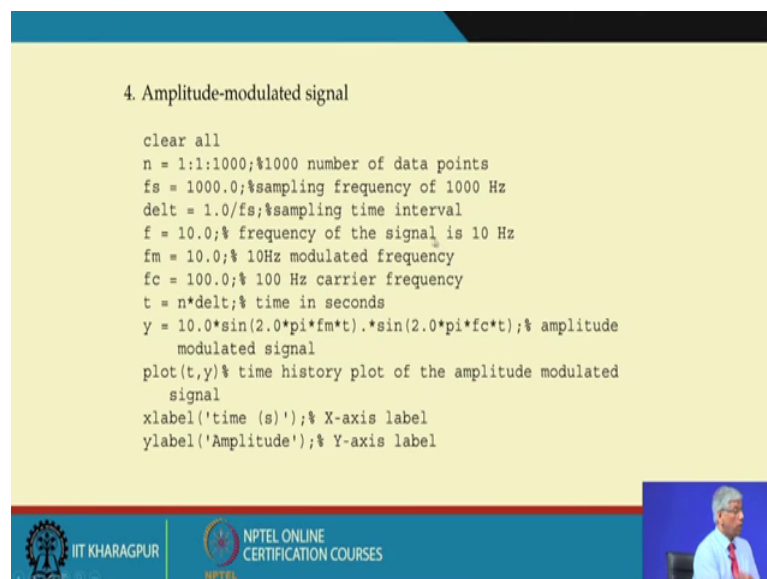 4. Amplitude-modulated signal
clear all
n = 1:1:1000;%1000 number of data points
fs = 1000.0;%sampling frequency of 1000 Hz
delt = 1.0/fs;%sampling time interval
f = 10.0;% frequency of the signal is 10 Hz
fm = 10.0;% 10Hz modulated frequency
fc = 100.0;% 100 Hz carrier frequency
t = n*delt;% time in seconds
y = 10.0*sin(2.0*pi*fm*t).*sin(2.0*pi*fc*t);% amplitude
modulated signal
plot(t,y)% time history plot of the amplitude modulated
signal
xlabel('time (s)');% X-axis label
ylabel('Amplitude');% Y-axis label
IIT KHARAGPUR
NPTEL ONLINE
CERTIFICATION COURSES
NPTEL